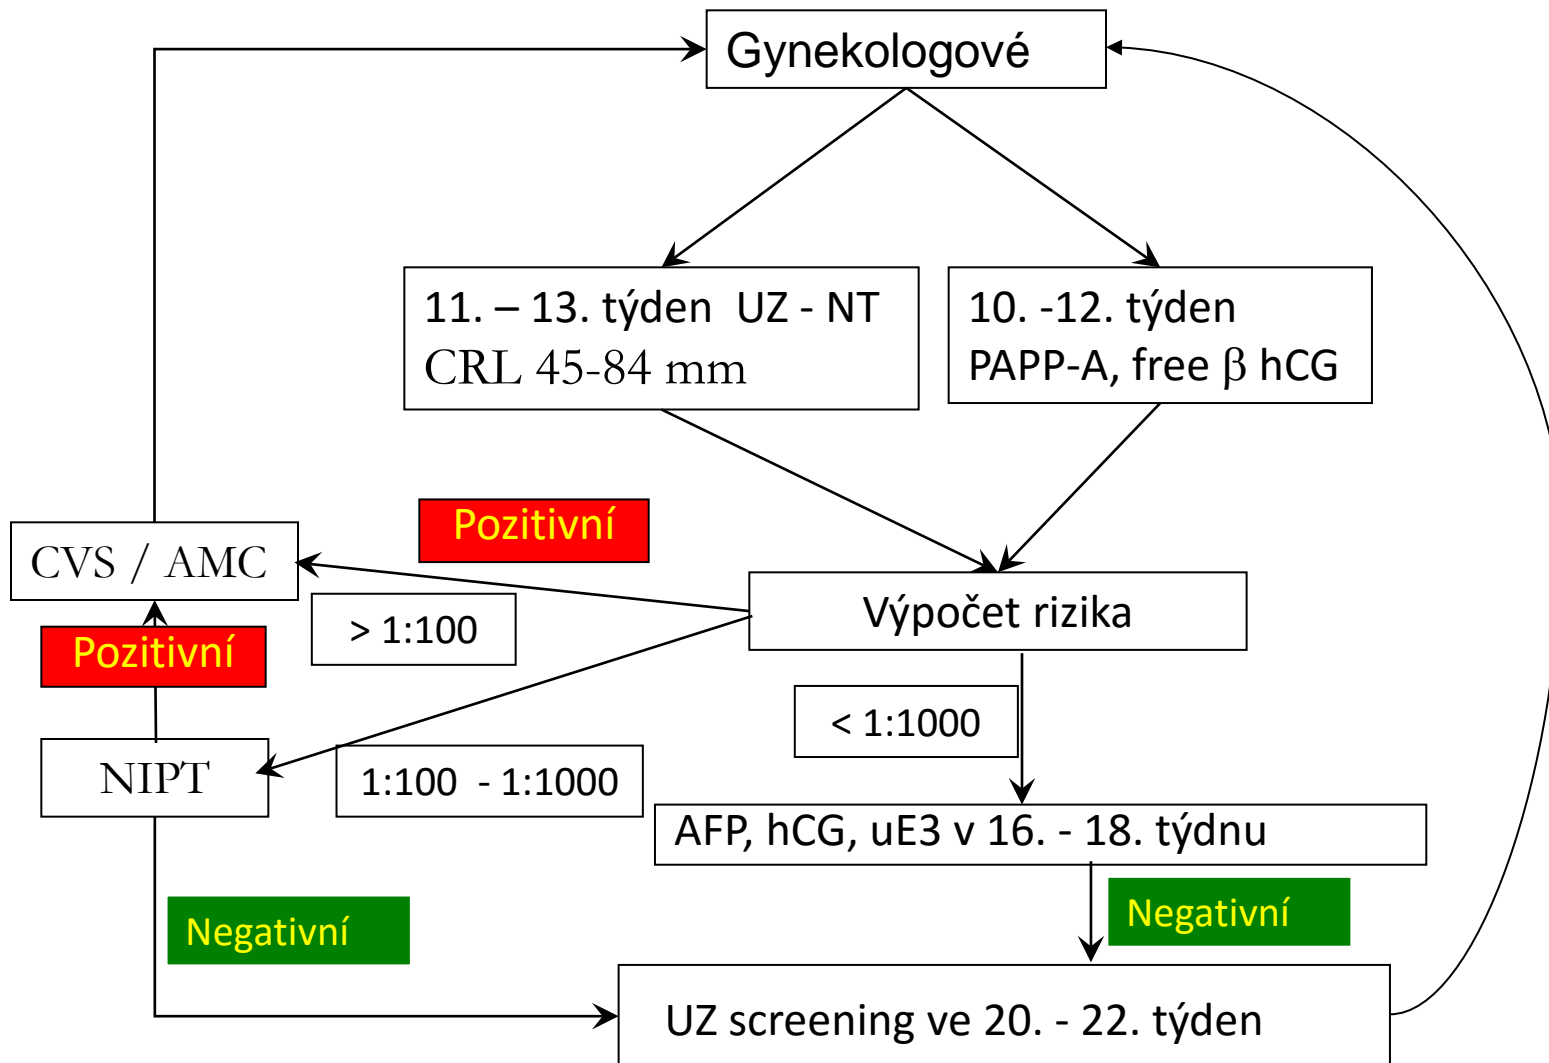 Gynekologové
11. – 13. týden  UZ - NT
CRL 45-84 mm
10. -12. týden
PAPP-A, free β hCG
Pozitivní
CVS / AMC
> 1:100
Výpočet rizika
Pozitivní
< 1:1000
NIPT
1:100  - 1:1000
AFP, hCG, uE3 v 16. - 18. týdnu
Negativní
Negativní
UZ screening ve 20. - 22. týden